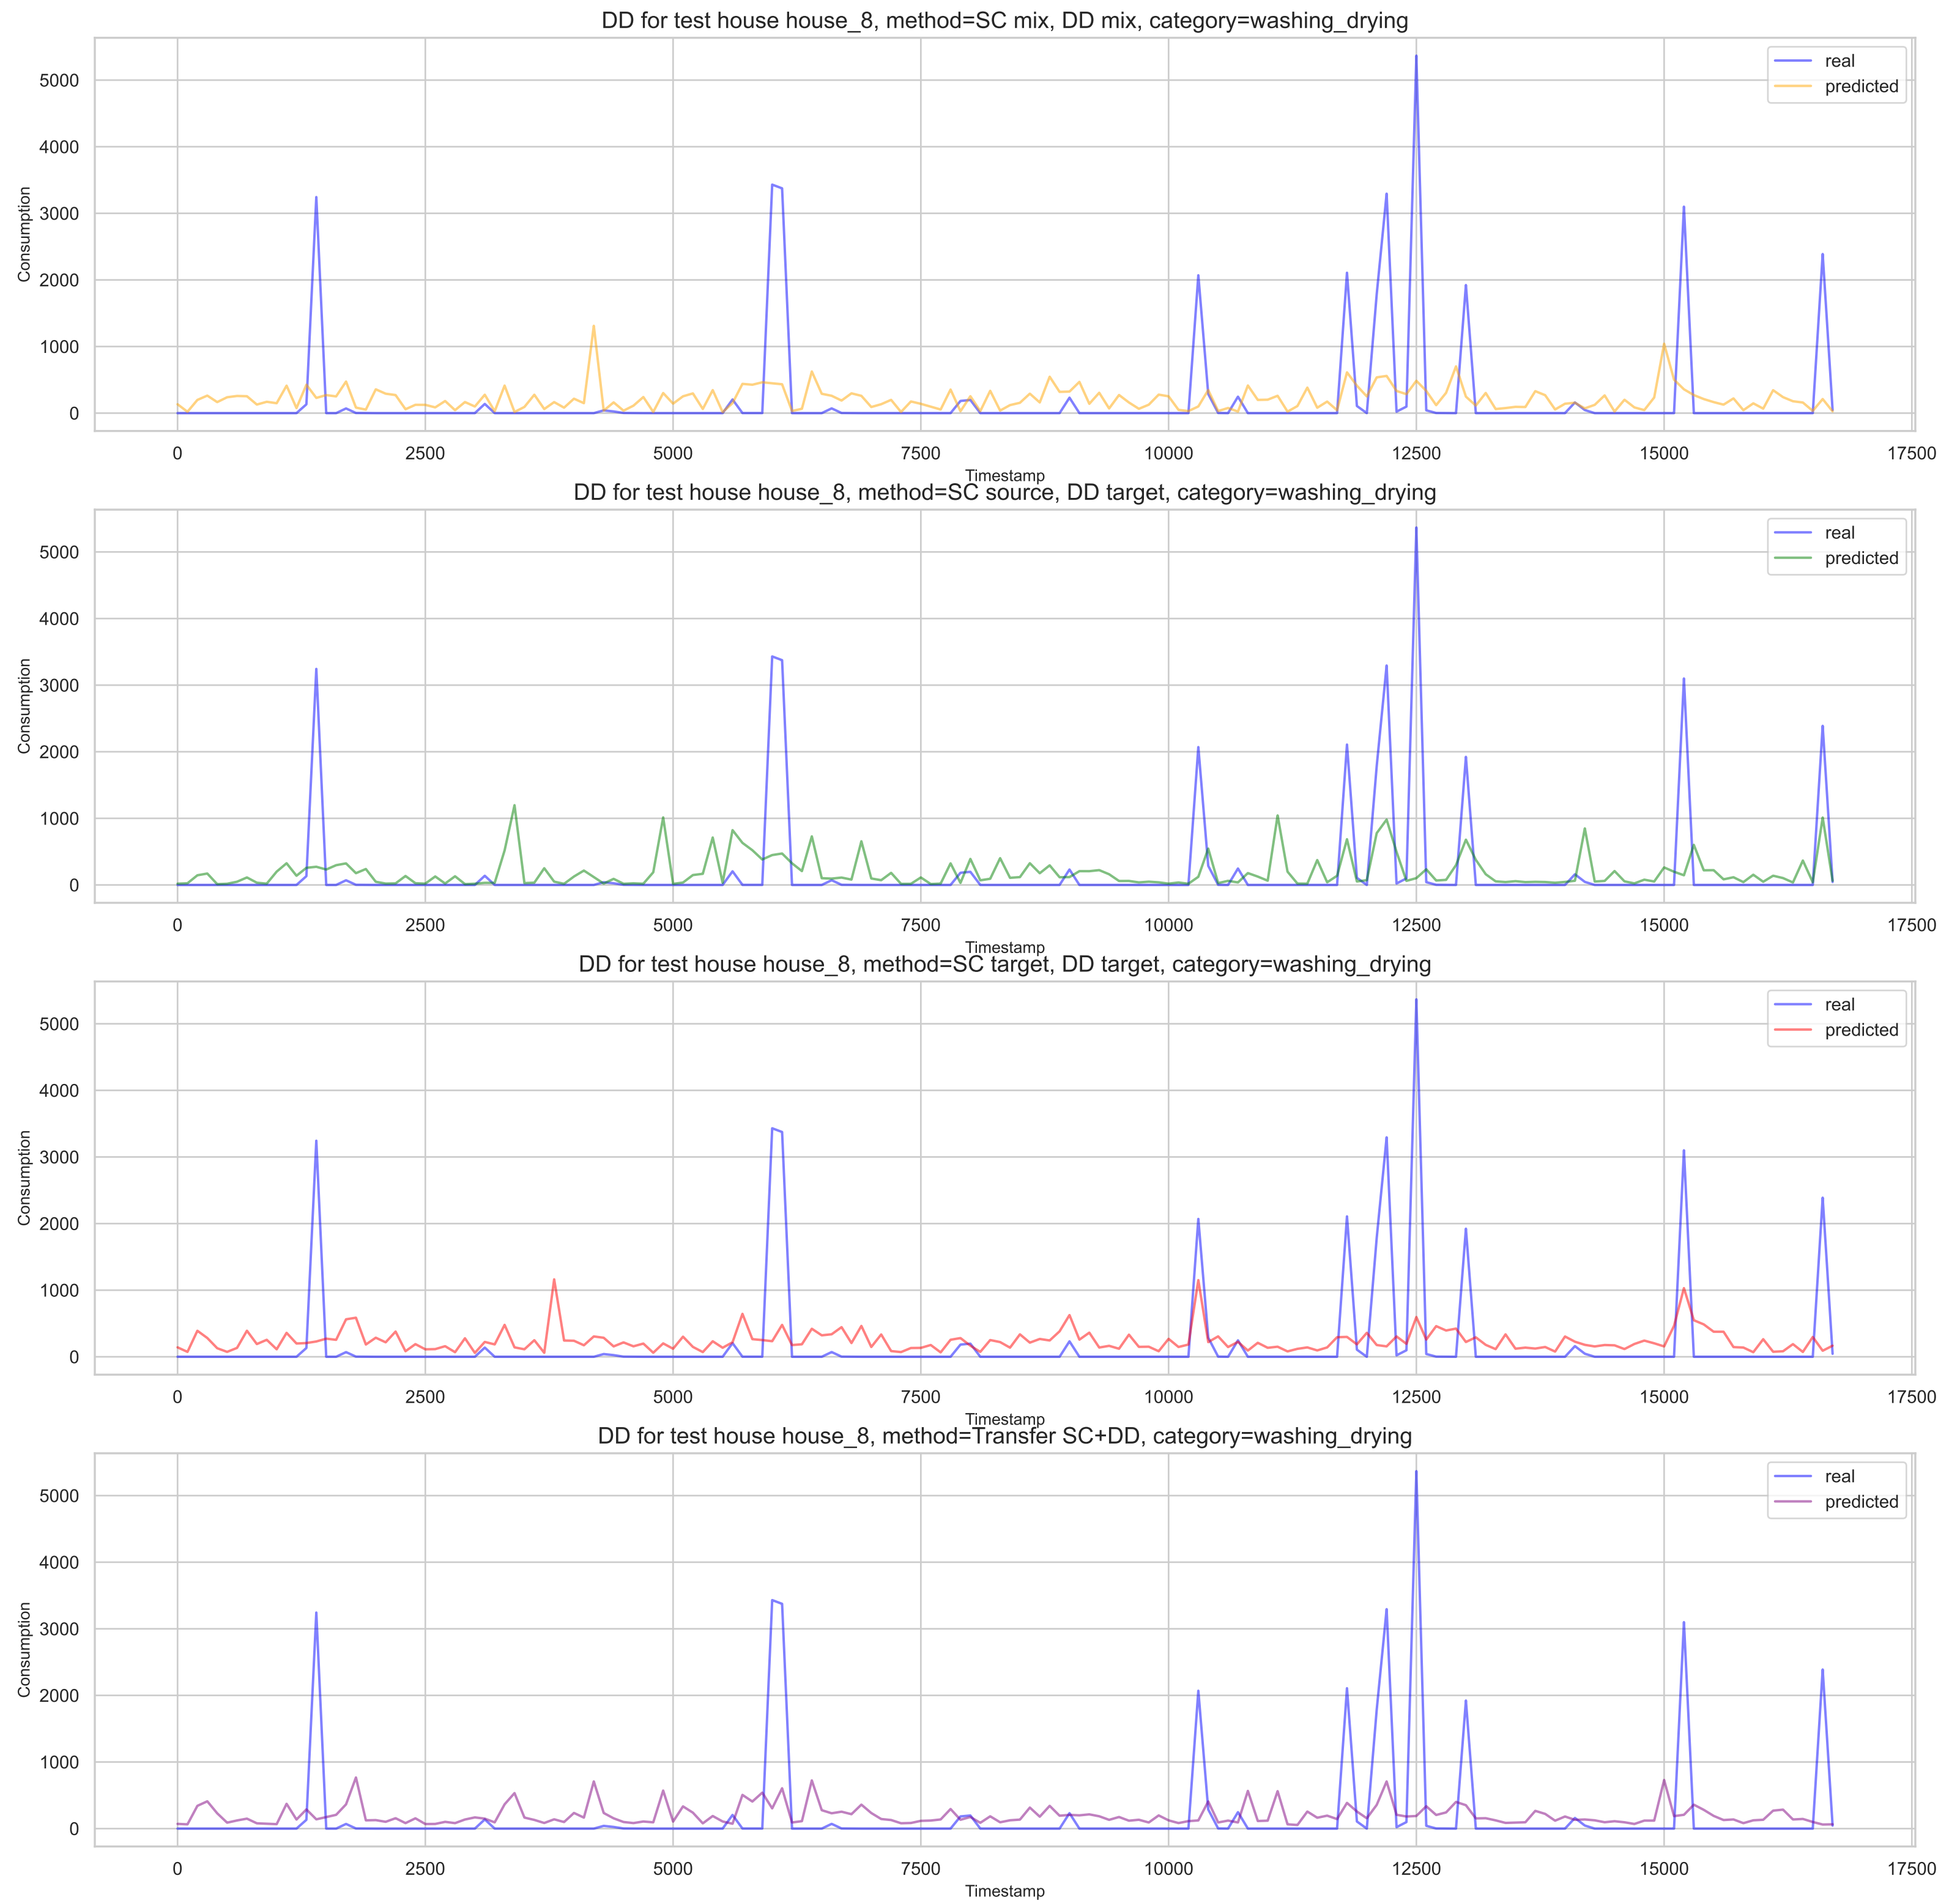 DD for test house house_8, method=SC mix, DD mix, category=washing_drying
real
predicted
5000
4000
3000
2000
1000
0
Consumption
0 2500 5000 7500 10000 12500 15000 17500
Timestamp
DD for test house house_8, method=SC source, DD target, category=washing_drying
real
predicted
5000
4000
3000
2000
1000
0
Consumption
0 2500 5000 7500 10000 12500 15000 17500
Timestamp
DD for test house house_8, method=SC target, DD target, category=washing_drying
real
predicted
5000
4000
3000
2000
1000
0
Consumption
0 2500 5000 7500 10000 12500 15000 17500
Timestamp
DD for test house house_8, method=Transfer SC+DD, category=washing_drying
real
predicted
5000
4000
3000
2000
1000
0
Consumption
0 2500 5000 7500 10000 12500 15000 17500
Timestamp